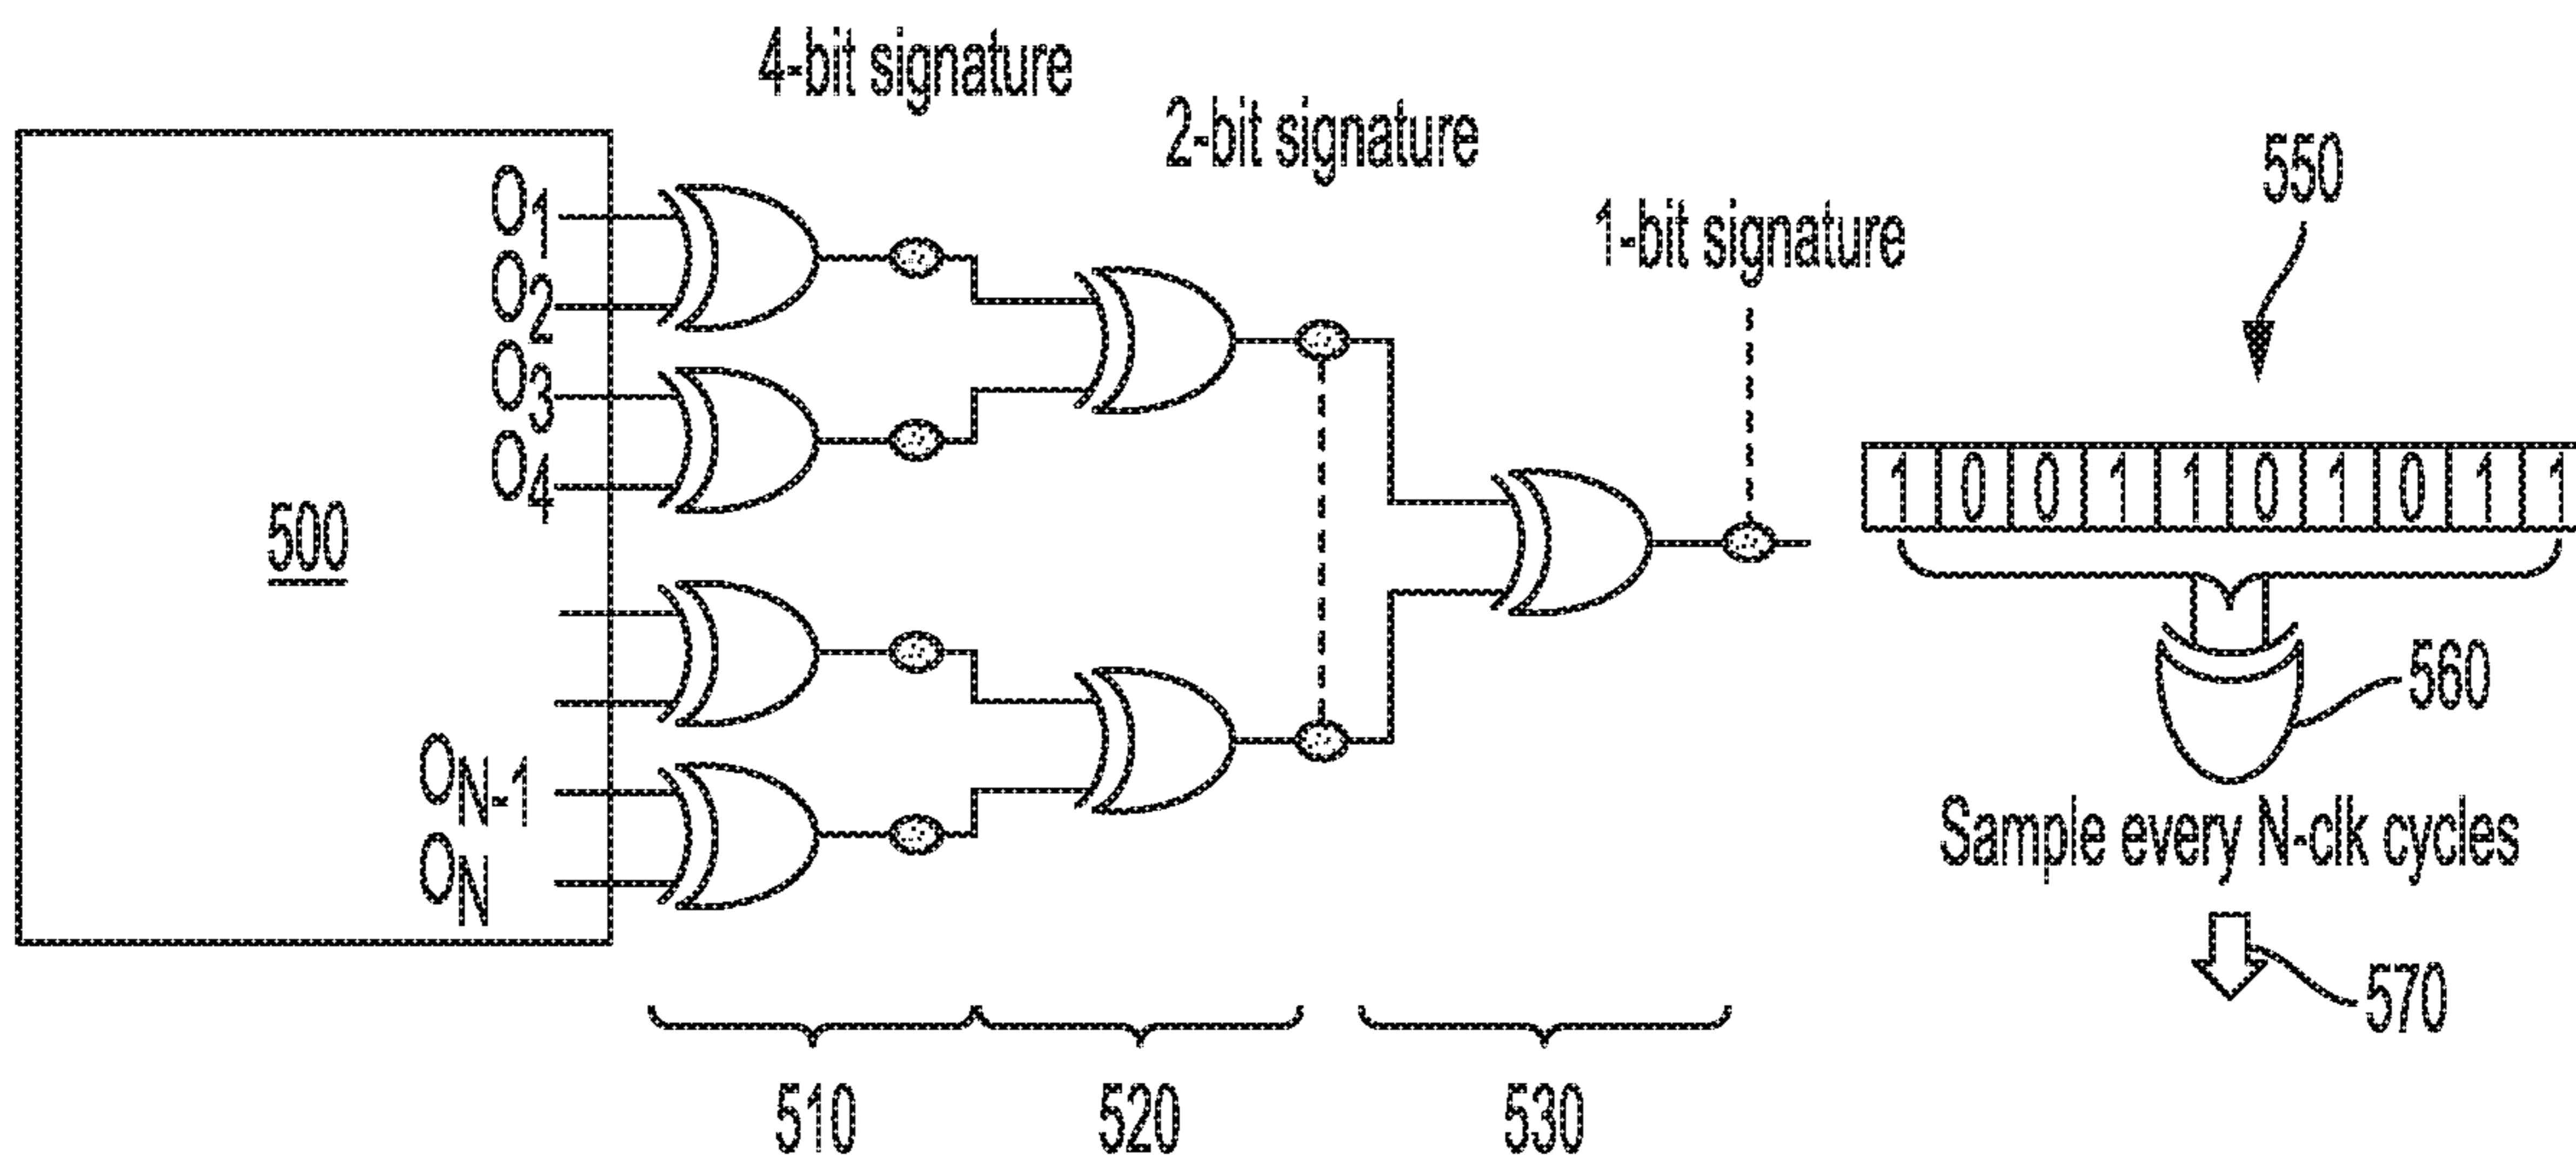 4-bit signature
2-bit signature
1-bit signature
550
O1
O2
O3
O4
500
ON-1
ON
1 0 0 1 1 0 1 0 1 1
560
Sample every N-clk cycles
570
510
520
530